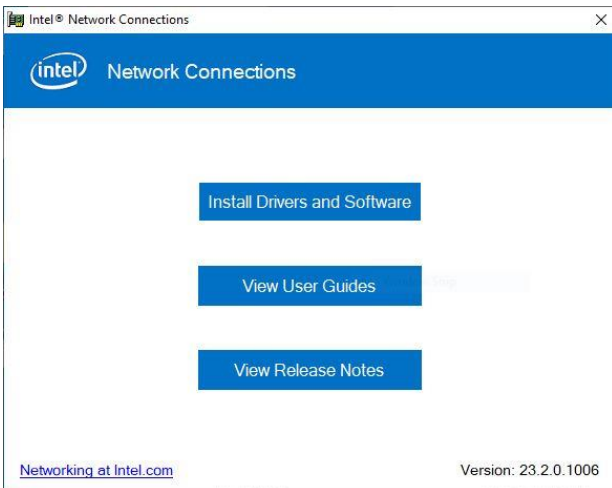 Intel® Network Connections
intel Network Connections
Install Drivers and Software
View User Guides
View Release Notes
Networking at Intel.com Version: 23.2.0.1006